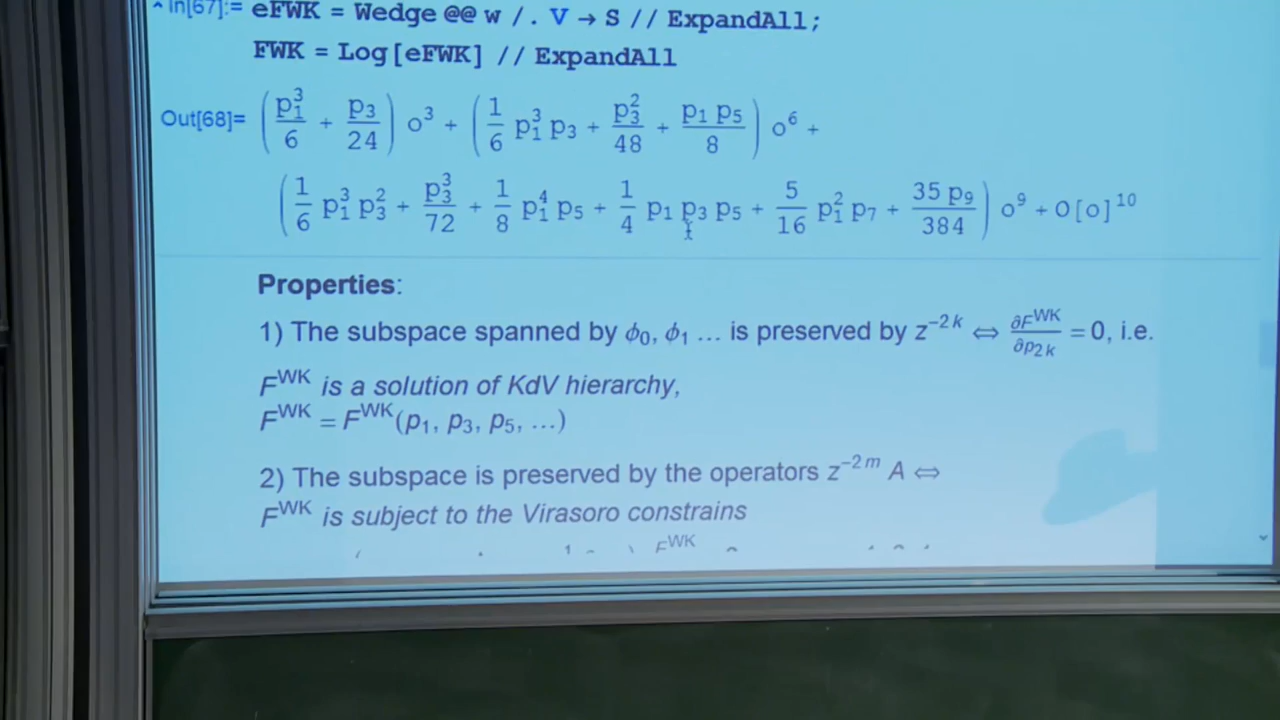 In[67]:= eFWK = Wedge @@ w /. V → S // ExpandAll;
FWK = Log[eFWK] // ExpandAll
Out[68]= (p₁³/6 + p₃/24) o³ + (1/6 p₁³ p₃ + p₃²/48 + p₁ p₅/8) o⁶ +
(1/6 p₁³ p₃² + p₃³/72 + 1/8 p₁⁴ p₅ + 1/4 p₁ p₃ p₅ + 5/16 p₁² p₇ + 35 p₉/384) o⁹ + O[o]¹⁰
Properties:
1) The subspace spanned by ϕ₀, ϕ₁ ... is preserved by z^{-2k} ⇔ ∂F^{WK}/∂p_{2k} = 0, i.e.
F^{WK} is a solution of KdV hierarchy,
F^{WK} = F^{WK}(p₁, p₃, p₅, ...)
2) The subspace is preserved by the operators z^{-2m} A ⇔
F^{WK} is subject to the Virasoro constrains
F^{WK}